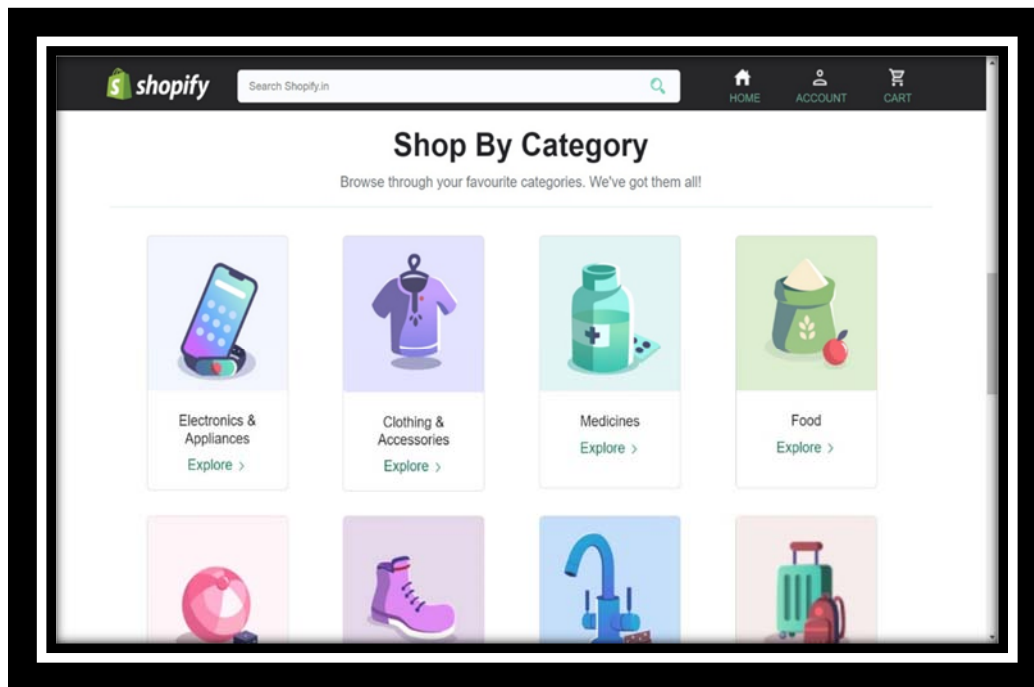 shopify
Search Shopify.in
HOME
ACCOUNT
CART
Shop By Category
Browse through your favourite categories. We've got them all!
Electronics &
Appliances
Explore >
Clothing &
Accessories
Explore >
Medicines
Explore >
Food
Explore >